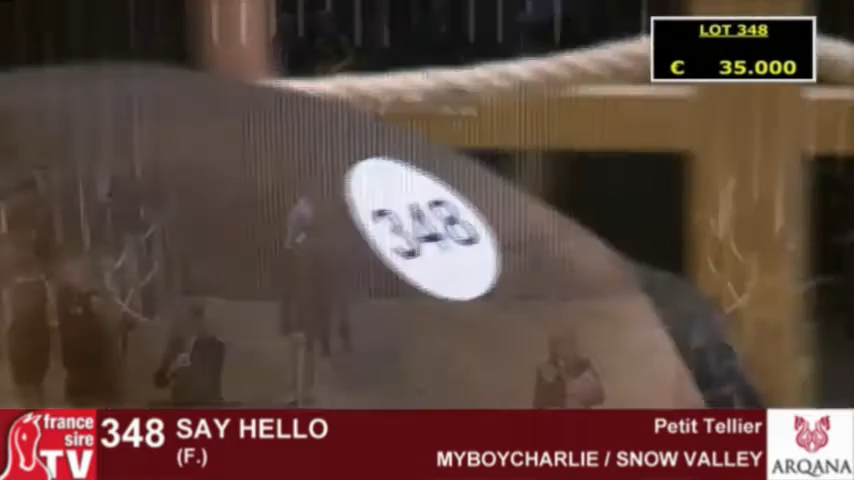 LOT 348
€ 35.000
348
france
sire
TV
348 SAY HELLO
(F.)
Petit Tellier
MYBOYCHARLIE / SNOW VALLEY
ARQANA